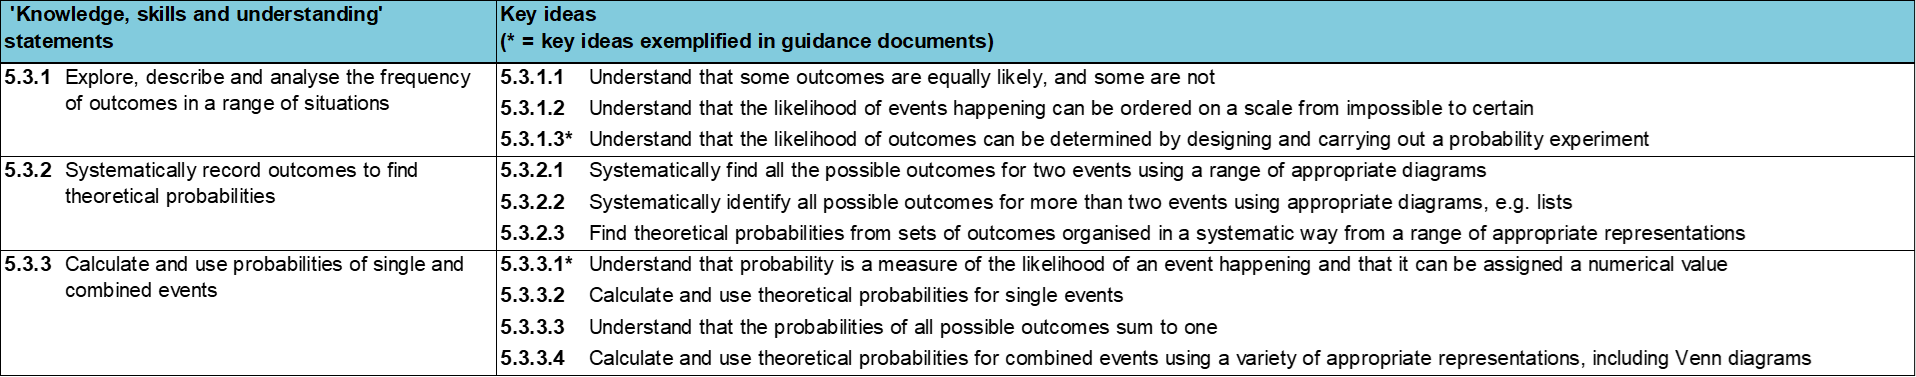 'Knowledge, skills and understanding'
statements
Key ideas
(* = key ideas exemplified in guidance documents)
5.3.1 Explore, describe and analyse the frequency
of outcomes in a range of situations
5.3.1.1 Understand that some outcomes are equally likely, and some are not
5.3.1.2 Understand that the likelihood of events happening can be ordered on a scale from impossible to certain
5.3.1.3* Understand that the likelihood of outcomes can be determined by designing and carrying out a probability experiment
5.3.2 Systematically record outcomes to find
theoretical probabilities
5.3.2.1 Systematically find all the possible outcomes for two events using a range of appropriate diagrams
5.3.2.2 Systematically identify all possible outcomes for more than two events using appropriate diagrams, e.g. lists
5.3.2.3 Find theoretical probabilities from sets of outcomes organised in a systematic way from a range of appropriate representations
5.3.3 Calculate and use probabilities of single and
combined events
5.3.3.1* Understand that probability is a measure of the likelihood of an event happening and that it can be assigned a numerical value
5.3.3.2 Calculate and use theoretical probabilities for single events
5.3.3.3 Understand that the probabilities of all possible outcomes sum to one
5.3.3.4 Calculate and use theoretical probabilities for combined events using a variety of appropriate representations, including Venn diagrams